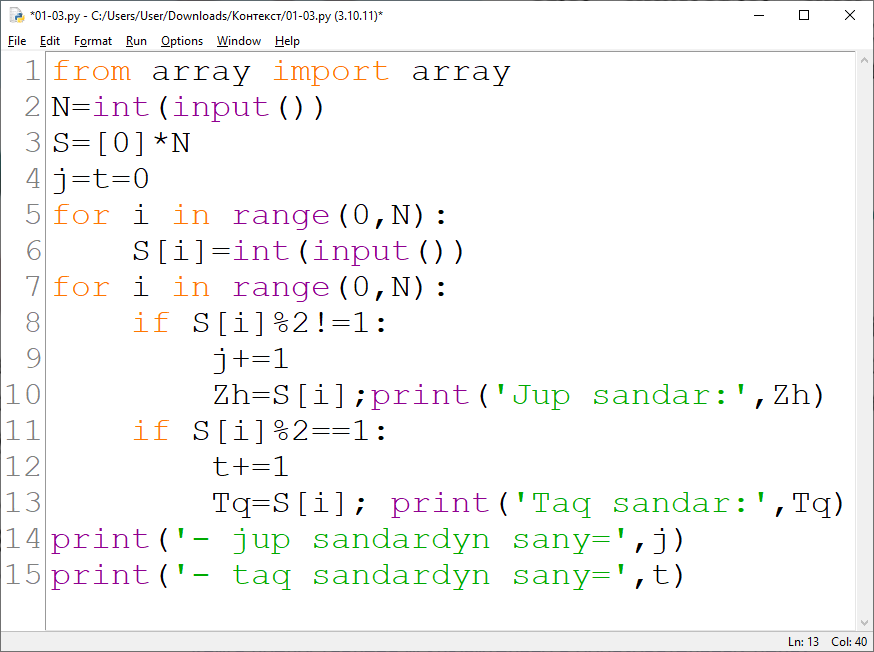 *01-03.py - C:/Users/User/Downloads/Контекст/01-03.py (3.10.11)*
File Edit Format Run Options Window Help
1 from array import array
2 N=int(input())
3 S=[0]*N
4 j=t=0
5 for i in range(0,N):
6     S[i]=int(input())
7 for i in range(0,N):
8     if S[i]%2!=1:
9         j+=1
10         Zh=S[i];print('Jup sandar:',Zh)
11     if S[i]%2==1:
12         t+=1
13         Tq=S[i]; print('Taq sandar:',Tq)
14 print('- jup sandardyn sany=',j)
15 print('- taq sandardyn sany=',t)
Ln: 13 Col: 40